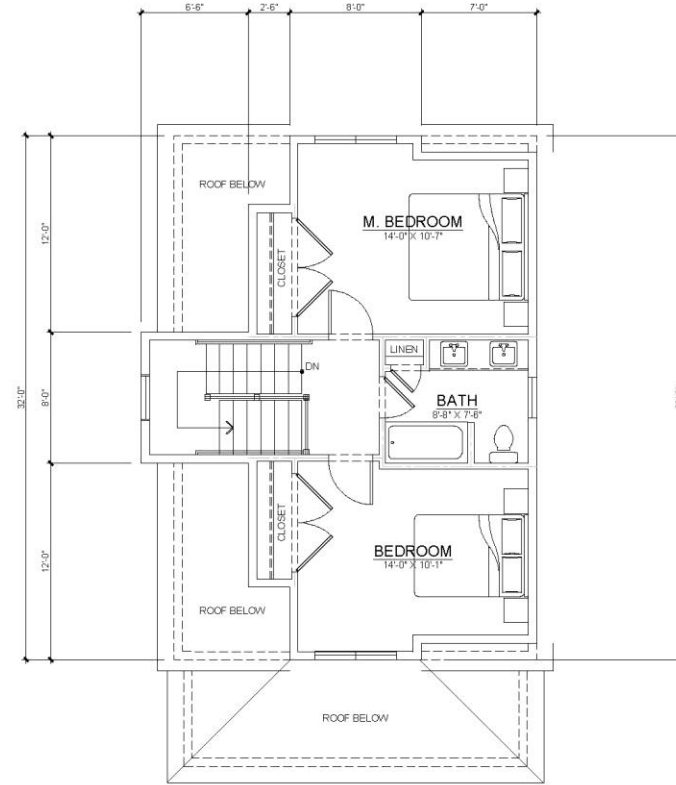 6'-6"
2'-6"
8'-0"
7'-0"
ROOF BELOW
M. BEDROOM
14'-0" X 10'-7"
12'-0"
CLOSET
LINEN
DN
BATH
8'-8" X 7'-6"
32'-0"
8'-0"
CLOSET
BEDROOM
14'-0" X 10'-1"
12'-0"
ROOF BELOW
ROOF BELOW